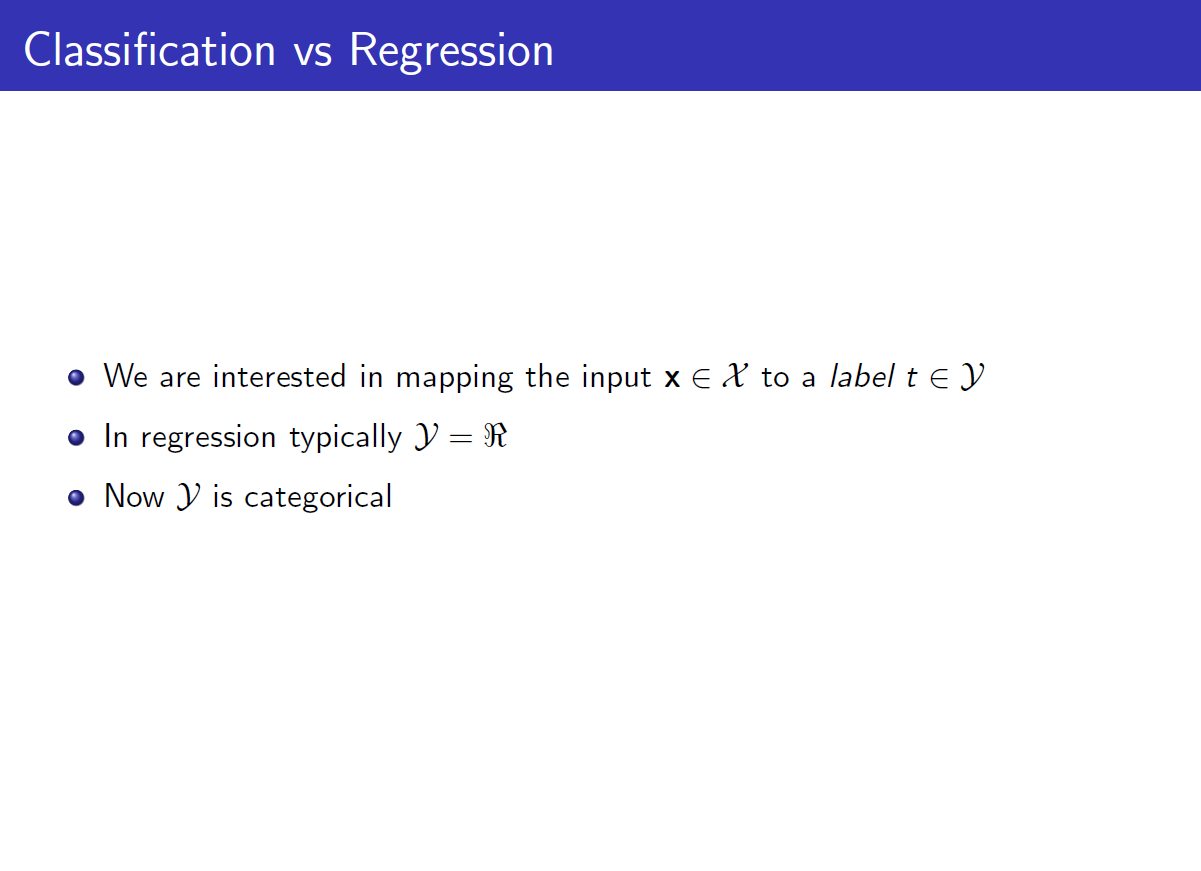 Classification vs Regression
We are interested in mapping the input x ∈ 𝒳 to a label t ∈ 𝒴
In regression typically 𝒴 = ℜ
Now 𝒴 is categorical